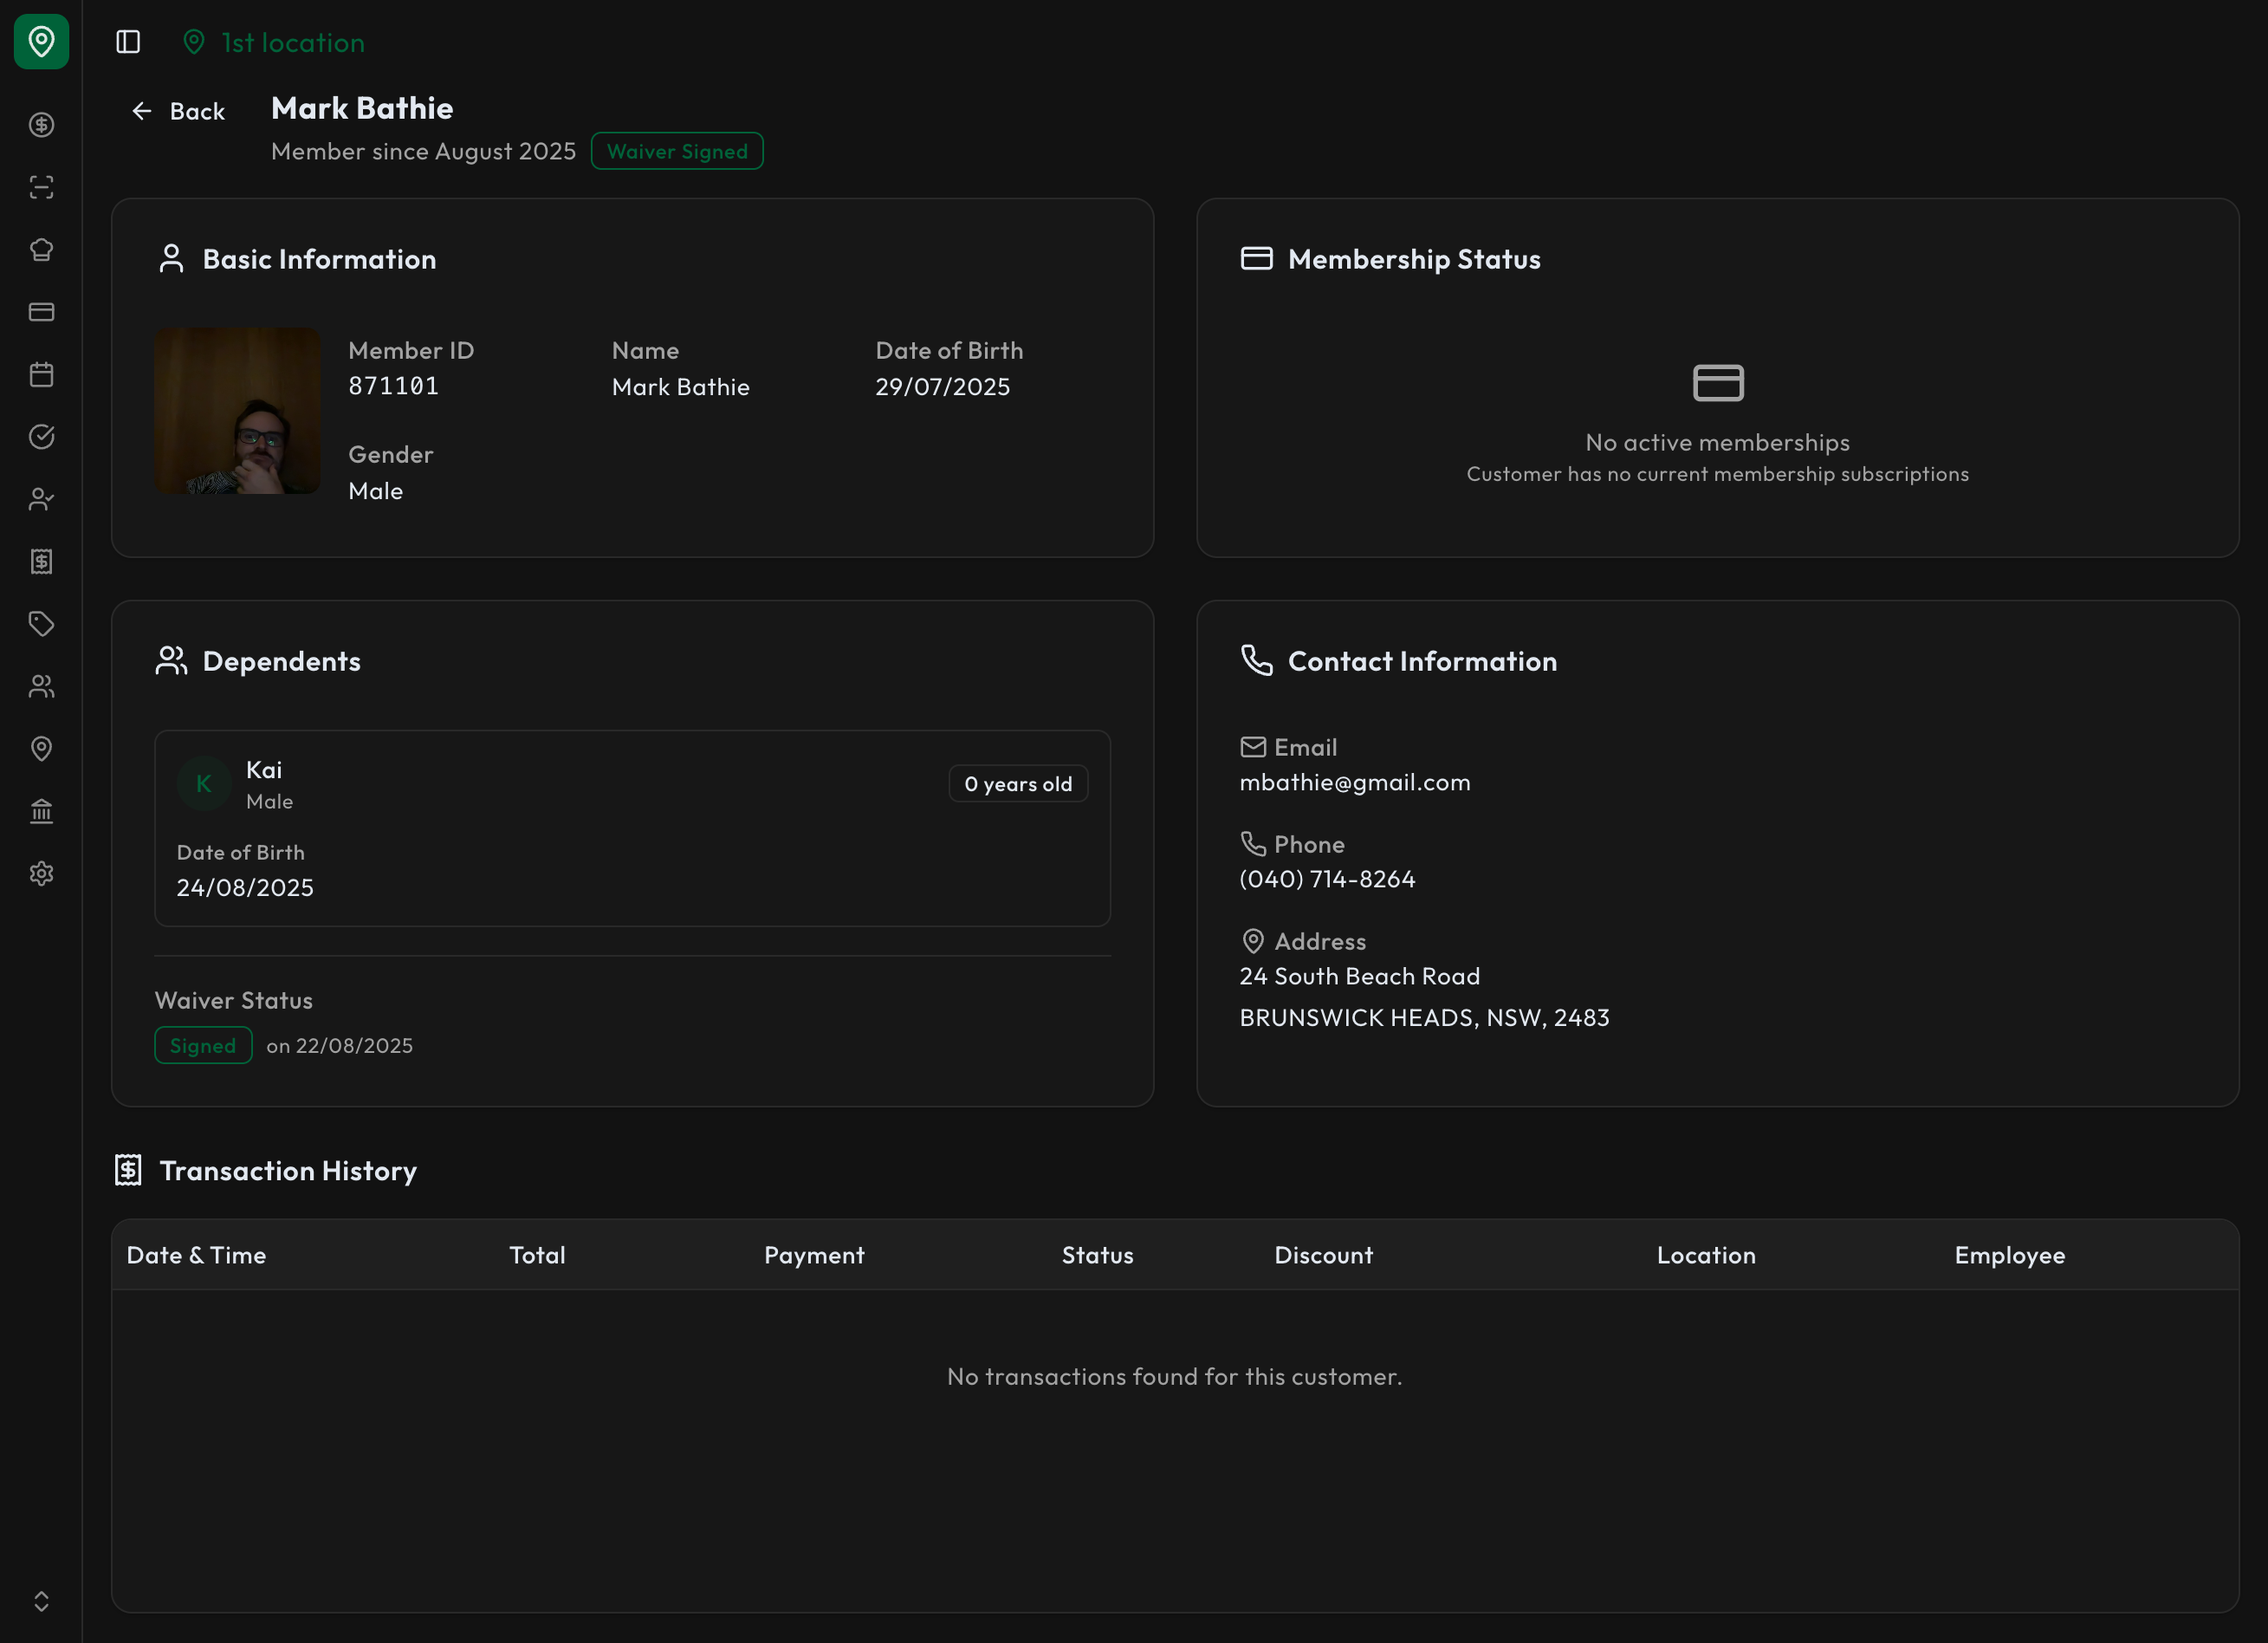 1st location
Back
Mark Bathie
Member since August 2025
Waiver Signed
Basic Information
Member ID
871101
Name
Mark Bathie
Date of Birth
29/07/2025
Gender
Male
Membership Status
No active memberships
Customer has no current membership subscriptions
Dependents
K
Kai
Male
0 years old
Date of Birth
24/08/2025
Waiver Status
Signed
on 22/08/2025
Contact Information
Email
mbathie@gmail.com
Phone
(040) 714-8264
Address
24 South Beach Road
BRUNSWICK HEADS, NSW, 2483
Transaction History
Date & Time Total Payment Status Discount Location Employee
No transactions found for this customer.